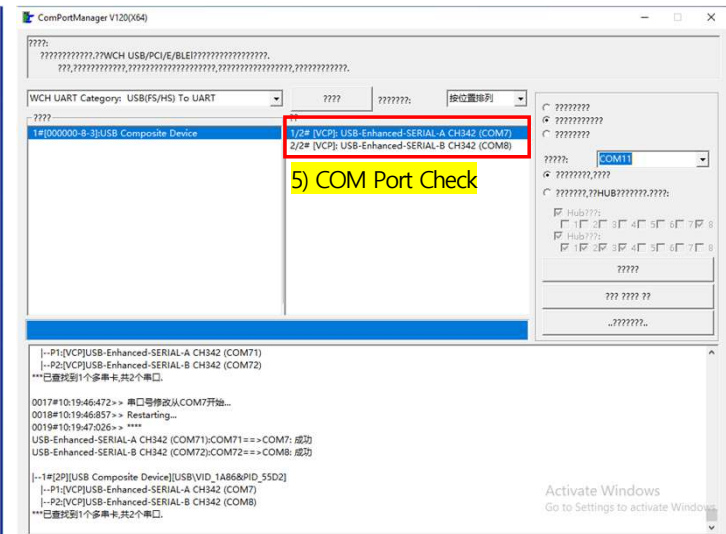 ComPortManager V120(X64)
????:
????????????.??WCH USB/PCI/E/BLE!?????????????????.
???,????????????,????????????????????,?????????????????,????????????.
WCH UART Category: USB(FS/HS) To UART
????
???????:
按位置排列
????
??
1#[000000-8-3]:USB Composite Device
1/2# [VCP]: USB-Enhanced-SERIAL-A CH342 (COM7)
2/2# [VCP]: USB-Enhanced-SERIAL-B CH342 (COM8)
5) COM Port Check
????????
???????????
????????
?????:
COM11
????????,????
???????,??HUB???????.????:
Hub???:
1 2 3 4 5 6 7 8
Hub???:
1 2 3 4 5 6 7 8
?????
??? ???? ??
..???????..
|--P1:[VCP]USB-Enhanced-SERIAL-A CH342 (COM71)
|--P2:[VCP]USB-Enhanced-SERIAL-B CH342 (COM72)
***已查找到1个多串卡,共2个串口.
0017#10:19:46:472>> 串口号修改从COM7开始...
0018#10:19:46:857>> Restarting...
0019#10:19:47:026>> ****
USB-Enhanced-SERIAL-A CH342 (COM71):COM71==>COM7: 成功
USB-Enhanced-SERIAL-B CH342 (COM72):COM72==>COM8: 成功
|--1#[2P][USB Composite Device][USB\VID_1A86&PID_55D2]
|--P1:[VCP]USB-Enhanced-SERIAL-A CH342 (COM7)
|--P2:[VCP]USB-Enhanced-SERIAL-B CH342 (COM8)
***已查找到1个多串卡,共2个串口.
Activate Windows
Go to Settings to activate Windows